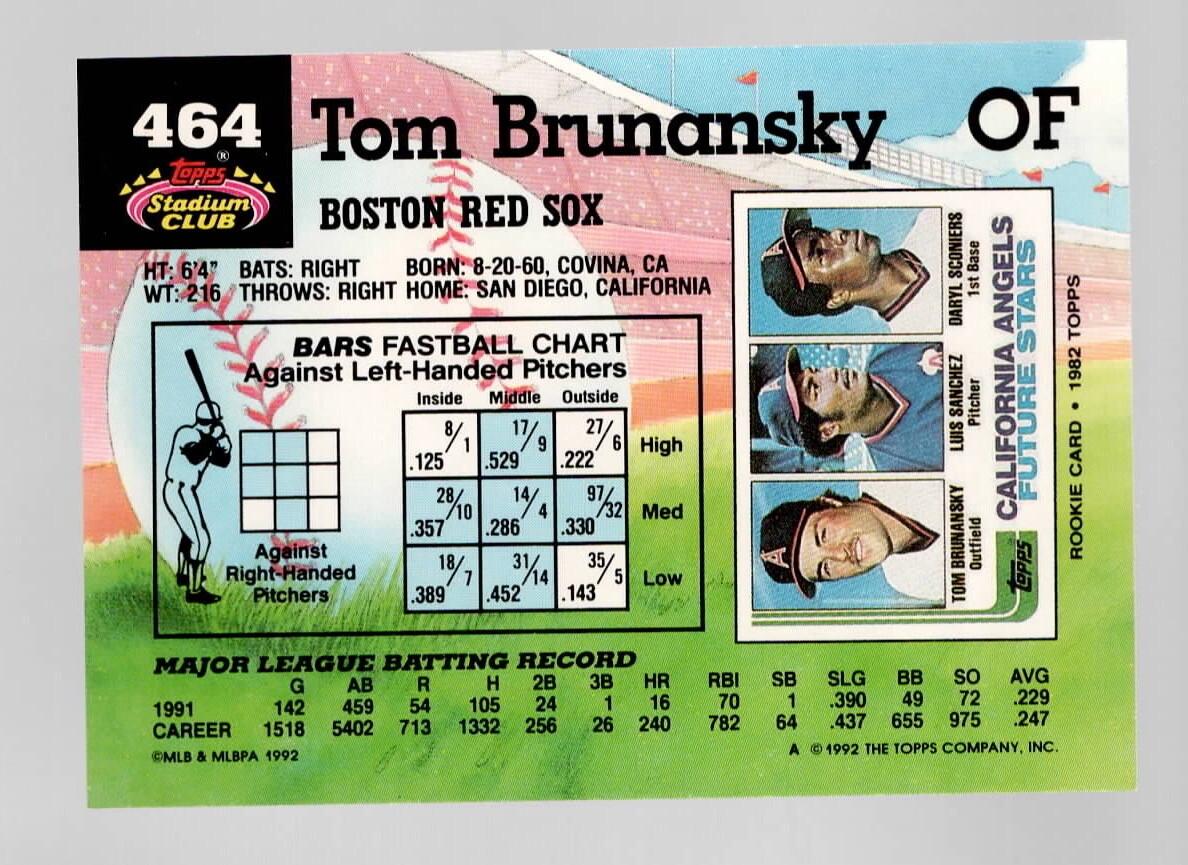 464
Tom Brunansky OF
Topps ®
Stadium
CLUB
BOSTON RED SOX
HT: 6'4" BATS: RIGHT BORN: 8-20-60, COVINA, CA
WT: 216 THROWS: RIGHT HOME: SAN DIEGO, CALIFORNIA
BARS FASTBALL CHART
Against Left-Handed Pitchers
Inside Middle Outside
8/1 17/9 27/6 High
.125 .529 .222
28/10 14/4 97/32 Med
.357 .286 .330
18/7 31/14 35/5 Low
.389 .452 .143
Against
Right-Handed
Pitchers
DARYL SCONIERS
1st Base
LUIS SANCHEZ
Pitcher
TOM BRUNANSKY
Outfield
CALIFORNIA ANGELS
FUTURE STARS
Topps
ROOKIE CARD • 1982 TOPPS
MAJOR LEAGUE BATTING RECORD
G AB R H 2B 3B HR RBI SB SLG BB SO AVG
1991 142 459 54 105 24 1 16 70 1 .390 49 72 .229
CAREER 1518 5402 713 1332 256 26 240 782 64 .437 655 975 .247
©MLB & MLBPA 1992
A © 1992 THE TOPPS COMPANY, INC.